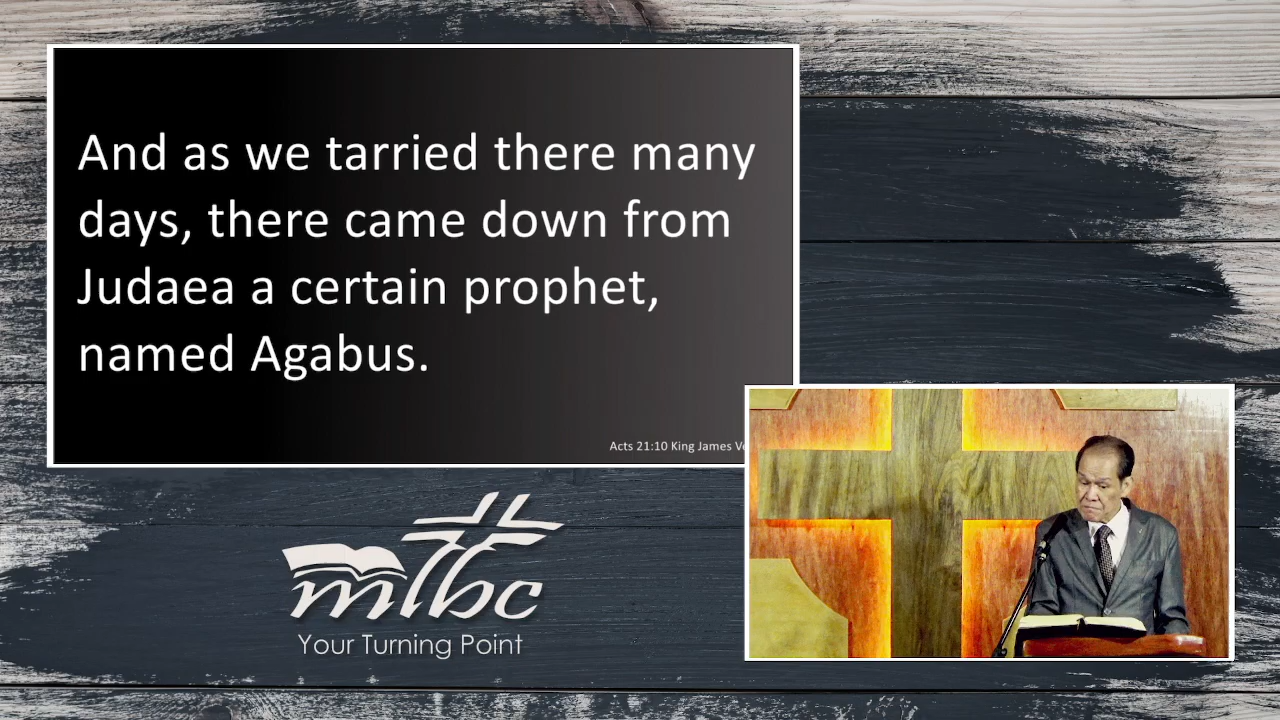 And as we tarried there many
days, there came down from
Judaea a certain prophet,
named Agabus.
Acts 21:10 King James
mlbc
Your Turning Point